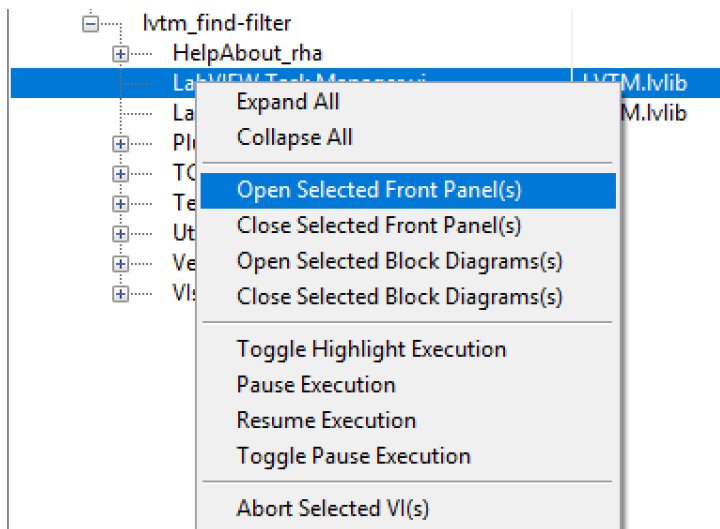 lvtm_find-filter
HelpAbout_rha
LVTM.lvlib
Expand All
Collapse All
Open Selected Front Panel(s)
Close Selected Front Panel(s)
Open Selected Block Diagrams(s)
Close Selected Block Diagrams(s)
Toggle Highlight Execution
Pause Execution
Resume Execution
Toggle Pause Execution
Abort Selected VI(s)